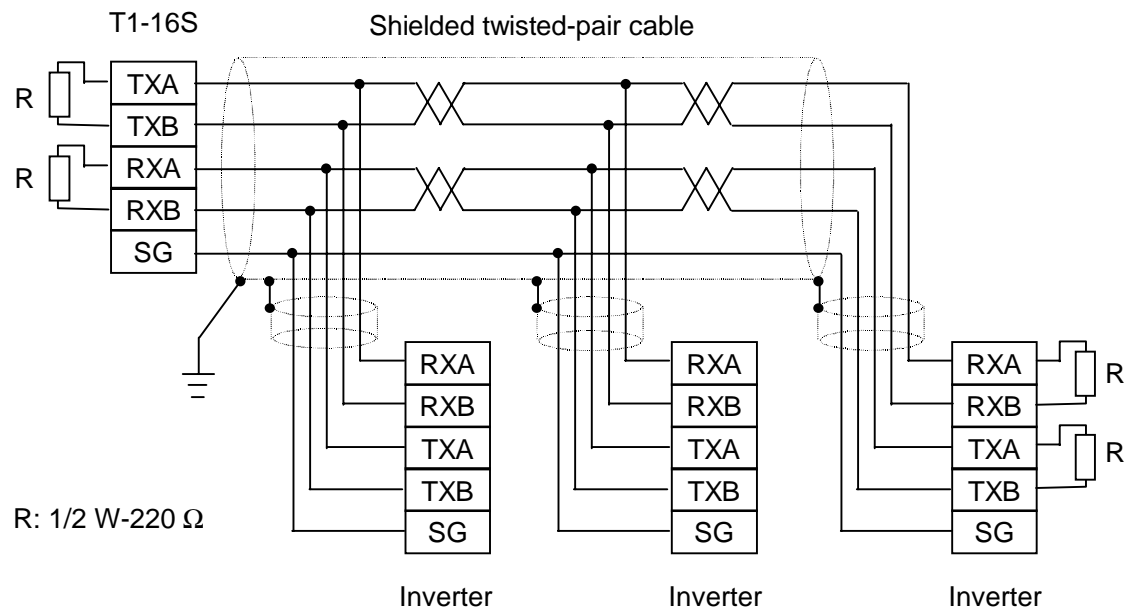 T1-16S
Shielded twisted-pair cable
R
TXA
TXB
R
RXA
RXB
SG
RXA
RXB
TXA
TXB
SG
Inverter
RXA
RXB
TXA
TXB
SG
Inverter
RXA
RXB
TXA
TXB
SG
R
R
Inverter
R: 1/2 W-220 Ω